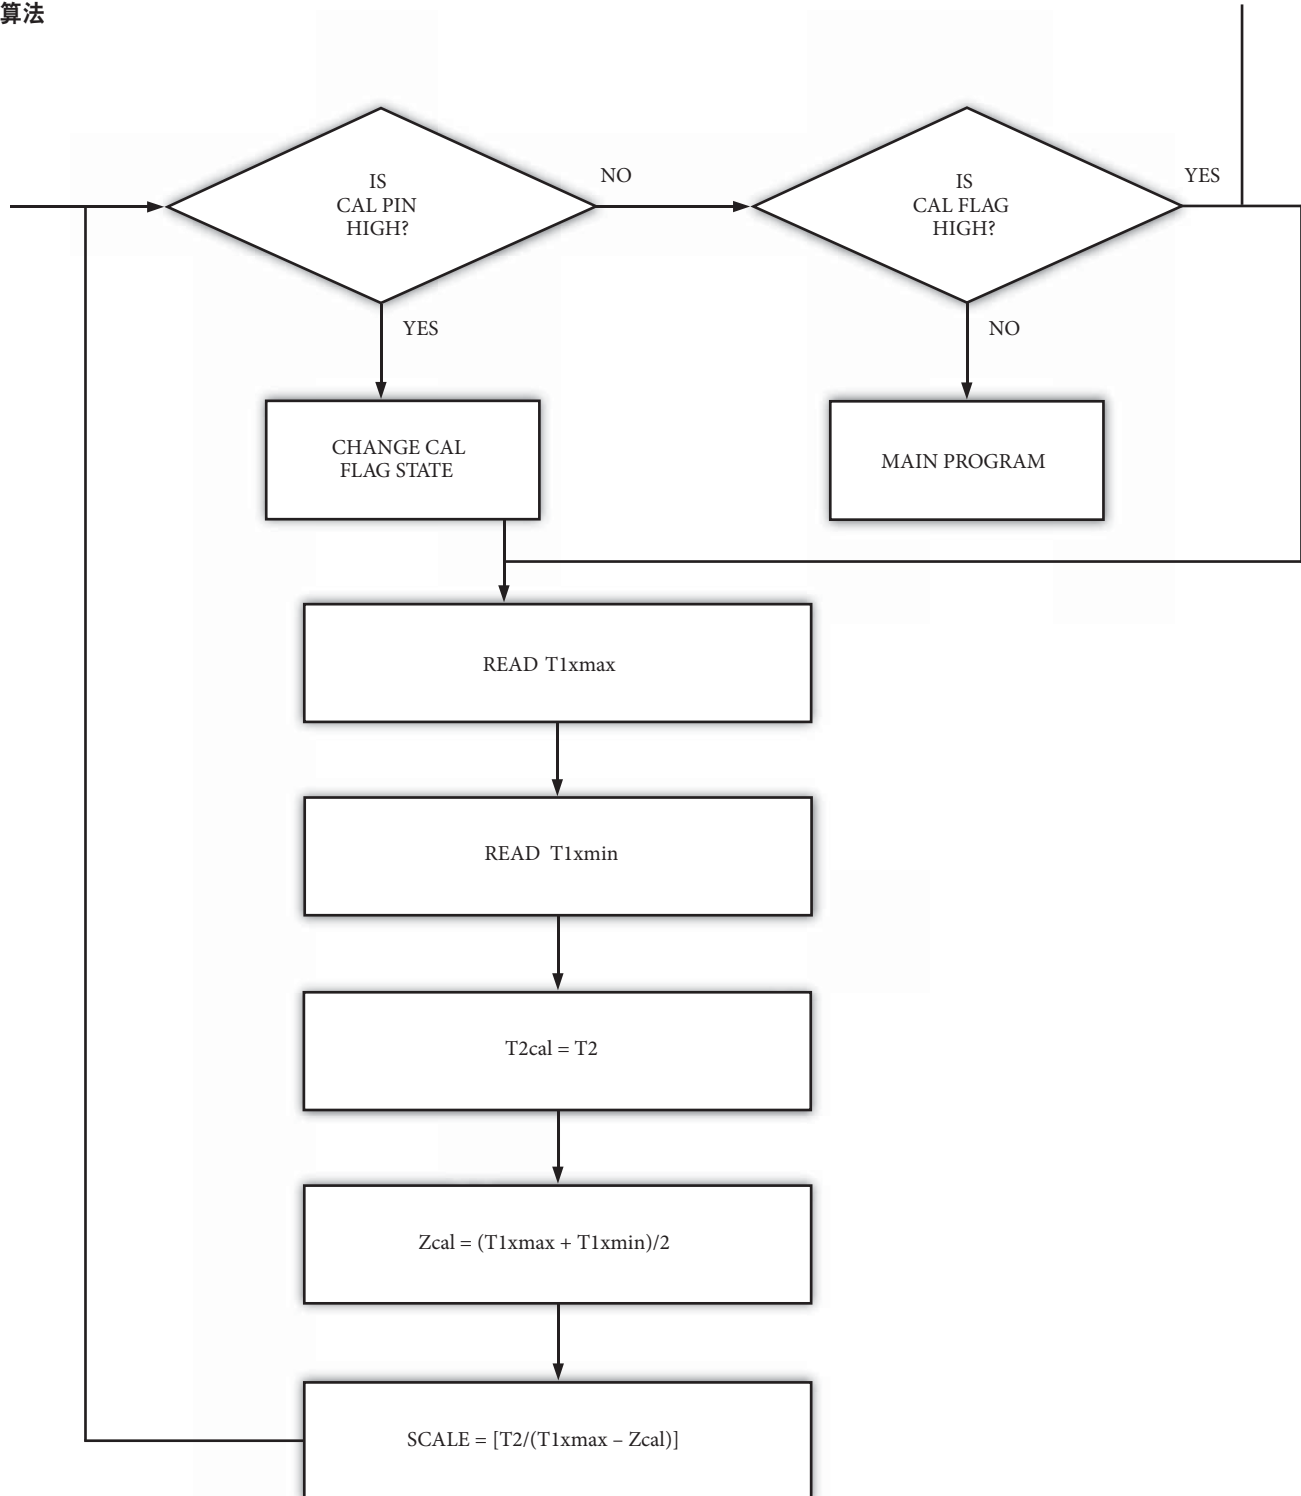 算法
IS
CAL PIN
HIGH?
NO
IS
CAL FLAG
HIGH?
YES
YES
NO
CHANGE CAL
FLAG STATE
MAIN PROGRAM
READ T1xmax
READ T1xmin
T2cal = T2
Zcal = (T1xmax + T1xmin)/2
SCALE = [T2/(T1xmax – Zcal)]